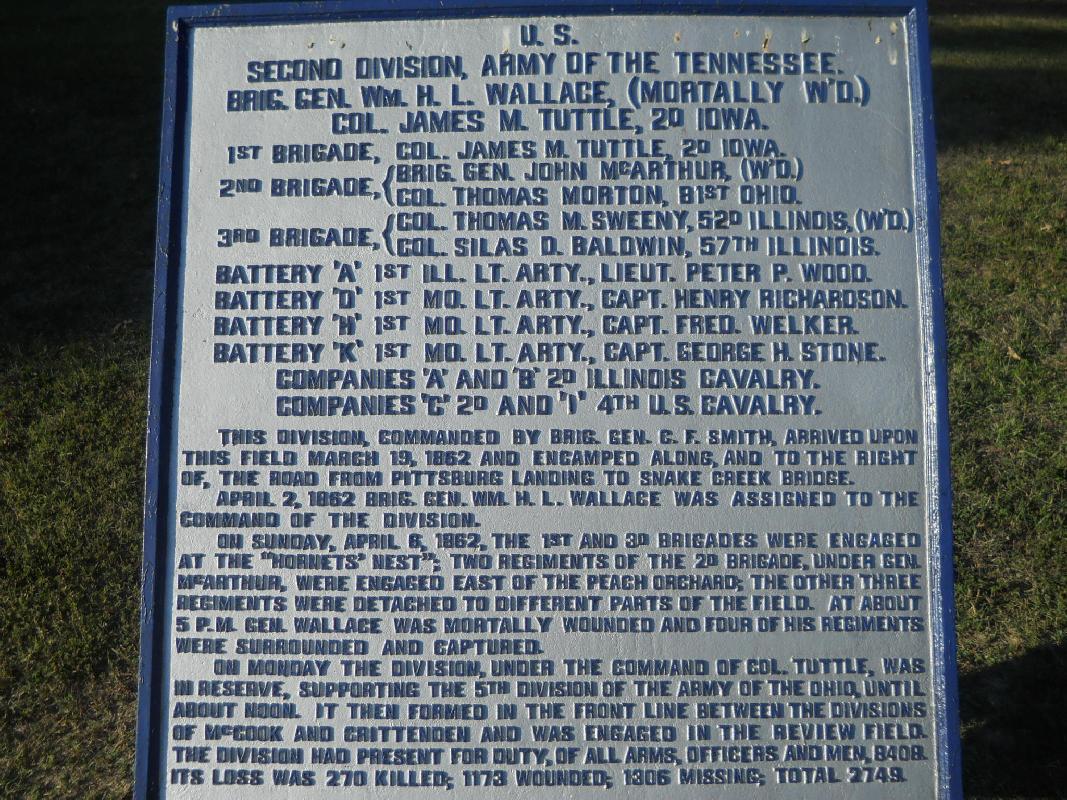 U. S.
SECOND DIVISION, ARMY OF THE TENNESSEE.
BRIG. GEN. WM. H. L. WALLACE, (MORTALLY W'D.)
COL. JAMES M. TUTTLE, 2D IOWA.
1ST BRIGADE, COL. JAMES M. TUTTLE, 2D IOWA.
2ND BRIGADE, {BRIG. GEN. JOHN McARTHUR, (W'D.)
COL. THOMAS MORTON, 81ST OHIO.
3RD BRIGADE, {COL. THOMAS M. SWEENY, 52D ILLINOIS, (W'D.)
COL. SILAS D. BALDWIN, 57TH ILLINOIS.
BATTERY 'A' 1ST ILL. LT. ARTY., LIEUT. PETER P. WOOD.
BATTERY 'D' 1ST MO. LT. ARTY., CAPT. HENRY RICHARDSON.
BATTERY 'H' 1ST MO. LT. ARTY., CAPT. FRED. WELKER.
BATTERY 'K' 1ST MO. LT. ARTY., CAPT. GEORGE H. STONE.
COMPANIES 'A' AND 'B' 2D ILLINOIS CAVALRY.
COMPANIES 'C' 2D AND 'I' 4TH U.S. CAVALRY.
THIS DIVISION, COMMANDED BY BRIG. GEN. C. F. SMITH, ARRIVED UPON
THIS FIELD MARCH 19, 1862 AND ENCAMPED ALONG, AND TO THE RIGHT
OF, THE ROAD FROM PITTSBURG LANDING TO SNAKE CREEK BRIDGE.
APRIL 2, 1862 BRIG. GEN. WM. H. L. WALLACE WAS ASSIGNED TO THE
COMMAND OF THE DIVISION.
ON SUNDAY, APRIL 6, 1862, THE 1ST AND 3D BRIGADES WERE ENGAGED
AT THE "HORNETS' NEST"; TWO REGIMENTS OF THE 2D BRIGADE, UNDER GEN.
McARTHUR, WERE ENGAGED EAST OF THE PEACH ORCHARD; THE OTHER THREE
REGIMENTS WERE DETACHED TO DIFFERENT PARTS OF THE FIELD. AT ABOUT
5 P.M. GEN. WALLACE WAS MORTALLY WOUNDED AND FOUR OF HIS REGIMENTS
WERE SURROUNDED AND CAPTURED.
ON MONDAY THE DIVISION, UNDER THE COMMAND OF COL. TUTTLE, WAS
IN RESERVE, SUPPORTING THE 5TH DIVISION OF THE ARMY OF THE OHIO, UNTIL
ABOUT NOON. IT THEN FORMED IN THE FRONT LINE BETWEEN THE DIVISIONS
OF McCOOK AND CRITTENDEN AND WAS ENGAGED IN THE REVIEW FIELD.
THE DIVISION HAD PRESENT FOR DUTY, OF ALL ARMS, OFFICERS AND MEN, 8408.
ITS LOSS WAS 270 KILLED; 1173 WOUNDED; 1306 MISSING; TOTAL 2749.